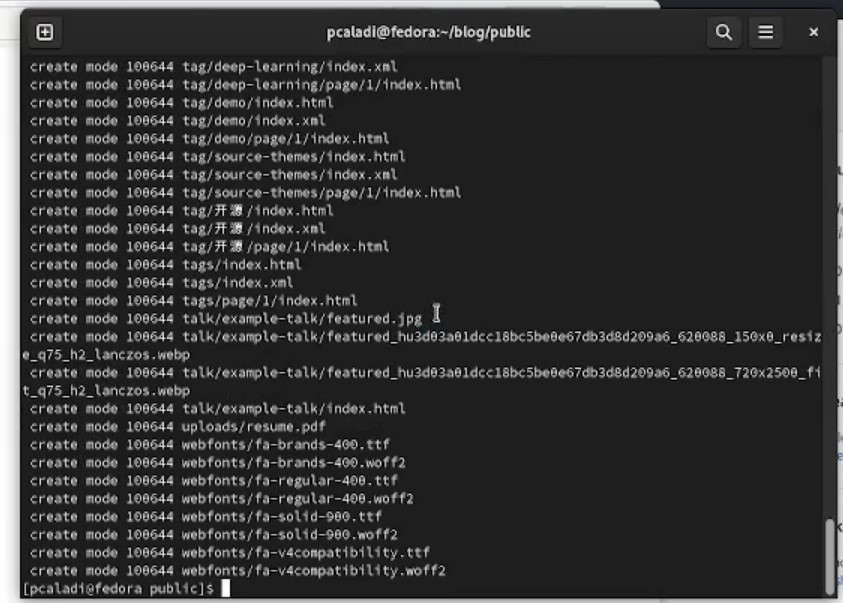 pcaladi@fedora:~/blog/public
create mode 100644 tag/deep-learning/index.xml
create mode 100644 tag/deep-learning/page/1/index.html
create mode 100644 tag/demo/index.html
create mode 100644 tag/demo/index.xml
create mode 100644 tag/demo/page/1/index.html
create mode 100644 tag/source-themes/index.html
create mode 100644 tag/source-themes/index.xml
create mode 100644 tag/source-themes/page/1/index.html
create mode 100644 tag/开源/index.html
create mode 100644 tag/开源/index.xml
create mode 100644 tag/开源/page/1/index.html
create mode 100644 tags/index.html
create mode 100644 tags/index.xml
create mode 100644 tags/page/1/index.html
create mode 100644 talk/example-talk/featured.jpg
create mode 100644 talk/example-talk/featured_hu3d03a01dcc18bc5be0e67db3d8d209a6_620088_150x0_resiz
e_q75_h2_lanczos.webp
create mode 100644 talk/example-talk/featured_hu3d03a01dcc18bc5be0e67db3d8d209a6_620088_720x2500_fi
t_q75_h2_lanczos.webp
create mode 100644 talk/example-talk/index.html
create mode 100644 uploads/resume.pdf
create mode 100644 webfonts/fa-brands-400.ttf
create mode 100644 webfonts/fa-brands-400.woff2
create mode 100644 webfonts/fa-regular-400.ttf
create mode 100644 webfonts/fa-regular-400.woff2
create mode 100644 webfonts/fa-solid-900.ttf
create mode 100644 webfonts/fa-solid-900.woff2
create mode 100644 webfonts/fa-v4compatibility.ttf
create mode 100644 webfonts/fa-v4compatibility.woff2
[pcaladi@fedora public]$